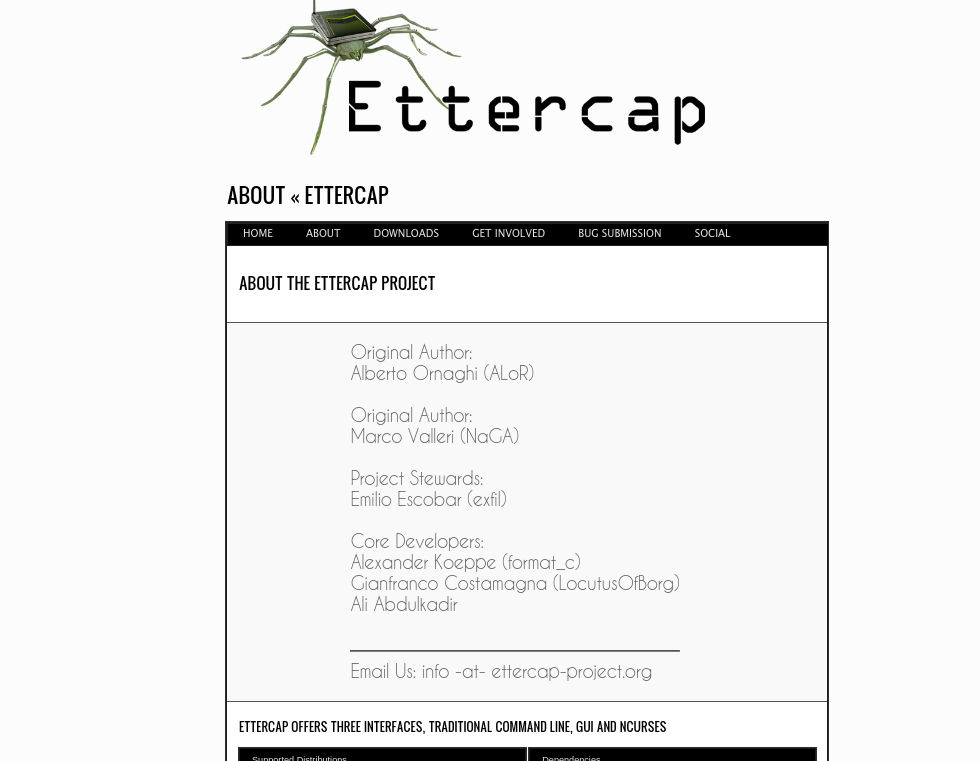 Ettercap
ABOUT « ETTERCAP
HOME ABOUT DOWNLOADS GET INVOLVED BUG SUBMISSION SOCIAL
ABOUT THE ETTERCAP PROJECT
Original Author:
Alberto Ornaghi (ALoR)
Original Author:
Marco Valleri (NaGA)
Project Stewards:
Emilio Escobar (exfil)
Core Developers:
Alexander Koeppe (format_c)
Gianfranco Costamagna (LocutusOfBorg)
Ali Abdulkadir
Email Us: info -at- ettercap-project.org
ETTERCAP OFFERS THREE INTERFACES, TRADITIONAL COMMAND LINE, GUI AND NCURSES
Supported Distributions Dependencies